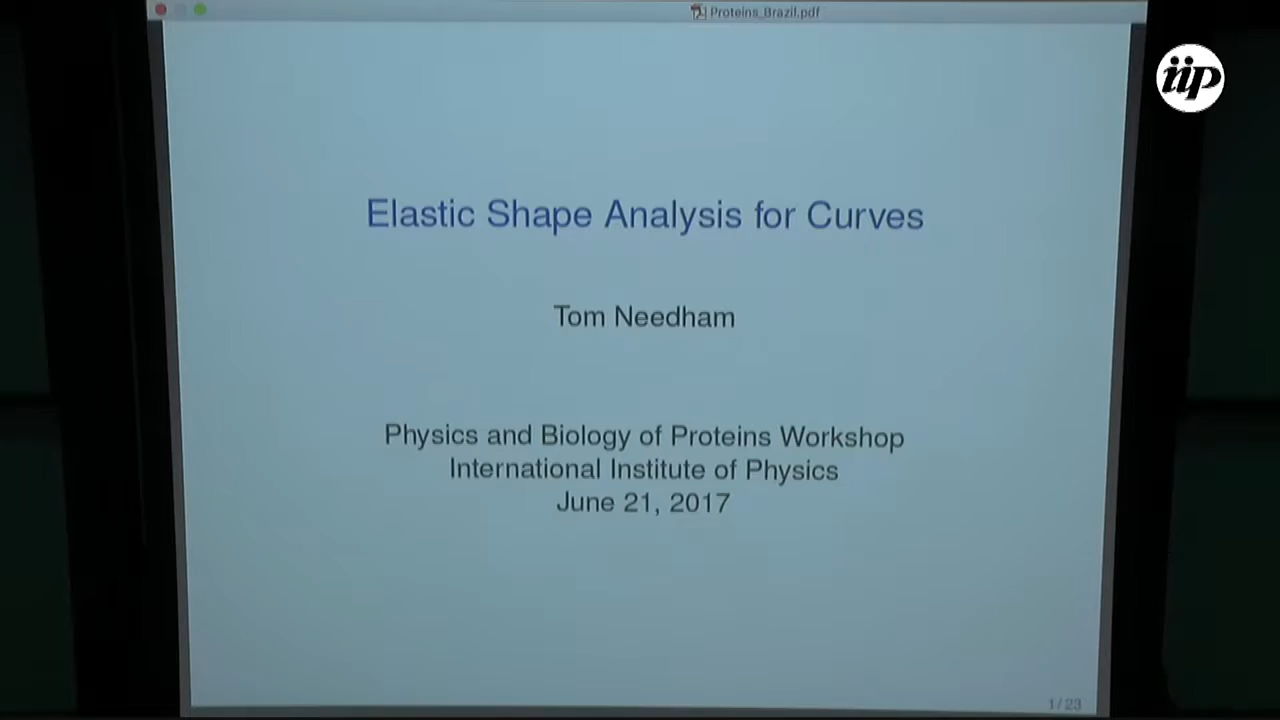 Proteins_Brazil.pdf
iip
Elastic Shape Analysis for Curves
Tom Needham
Physics and Biology of Proteins Workshop
International Institute of Physics
June 21, 2017
1 / 23